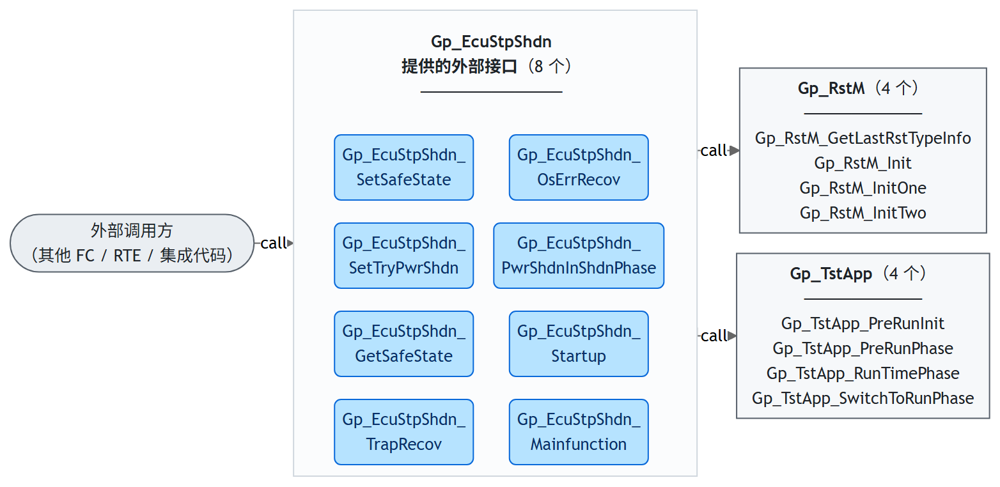 Gp_EcuStpShdn
提供的外部接口（8 个）
Gp_EcuStpShdn_
SetSafeState
Gp_EcuStpShdn_
OsErrRecov
Gp_EcuStpShdn_
SetTryPwrShdn
Gp_EcuStpShdn_
PwrShdnInShdnPhase
Gp_EcuStpShdn_
GetSafeState
Gp_EcuStpShdn_
Startup
Gp_EcuStpShdn_
TrapRecov
Gp_EcuStpShdn_
Mainfunction
外部调用方
（其他 FC / RTE / 集成代码）
call
call
Gp_RstM（4 个）
Gp_RstM_GetLastRstTypeInfo
Gp_RstM_Init
Gp_RstM_InitOne
Gp_RstM_InitTwo
call
Gp_TstApp（4 个）
Gp_TstApp_PreRunInit
Gp_TstApp_PreRunPhase
Gp_TstApp_RunTimePhase
Gp_TstApp_SwitchToRunPhase